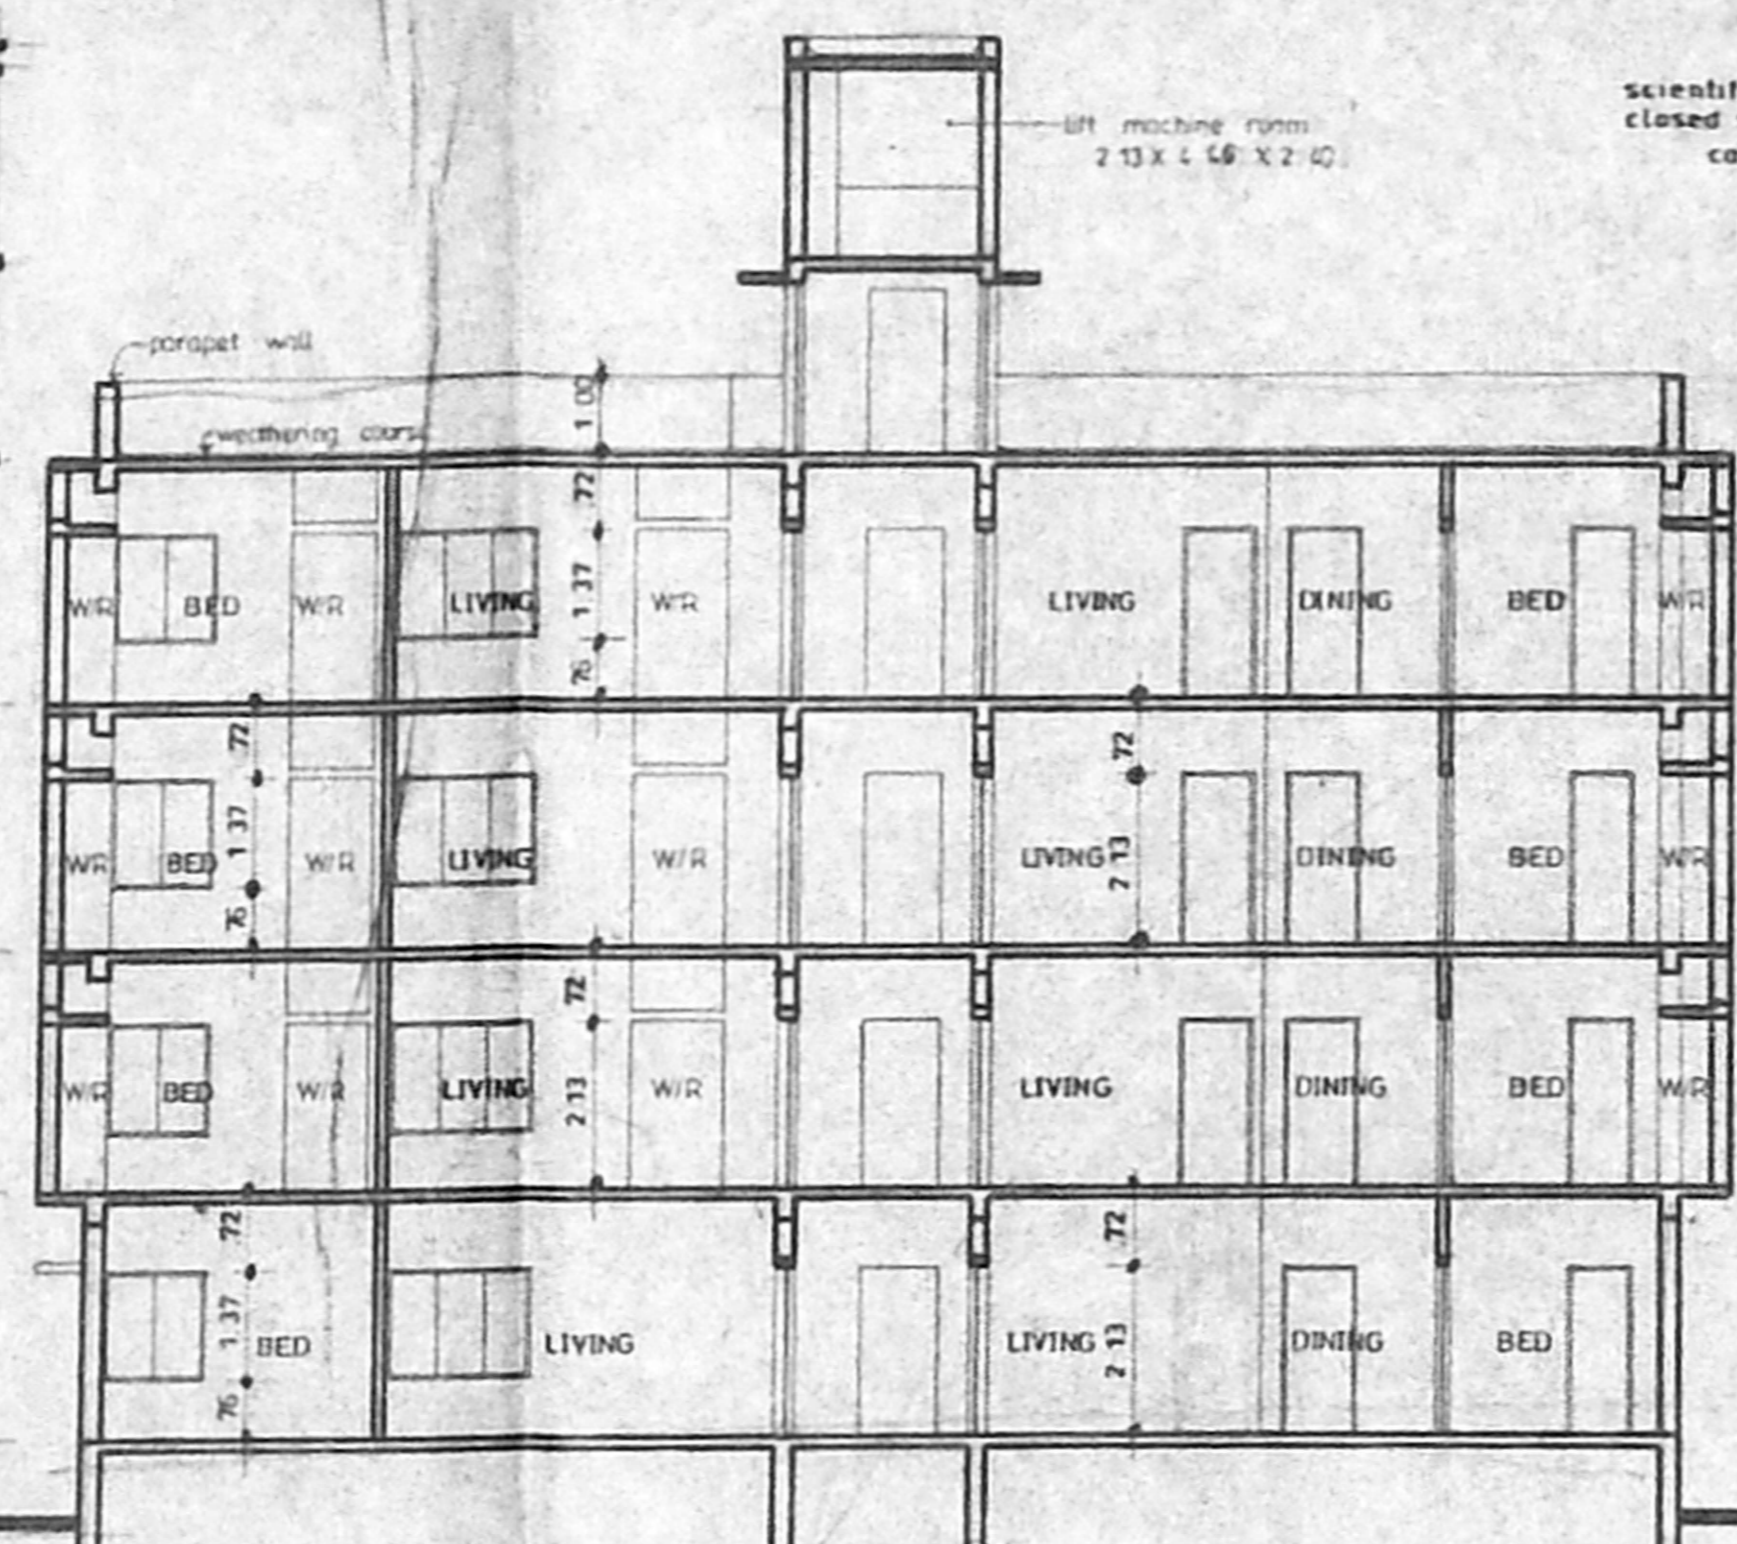 scientif
closed
co
lift machine room
2 13 X 4 46 X 2 40
parapet wall
1 00
weathering cours
72
1 37
76
W/R BED W/R LIVING W/R LIVING DINING BED W/R
72
1 37
76
72
2 13
W/R BED W/R LIVING W/R LIVING DINING BED W/R
72
2 13
W/R BED W/R LIVING W/R LIVING DINING BED W/R
72
1 37
76
72
2 13
BED LIVING LIVING DINING BED